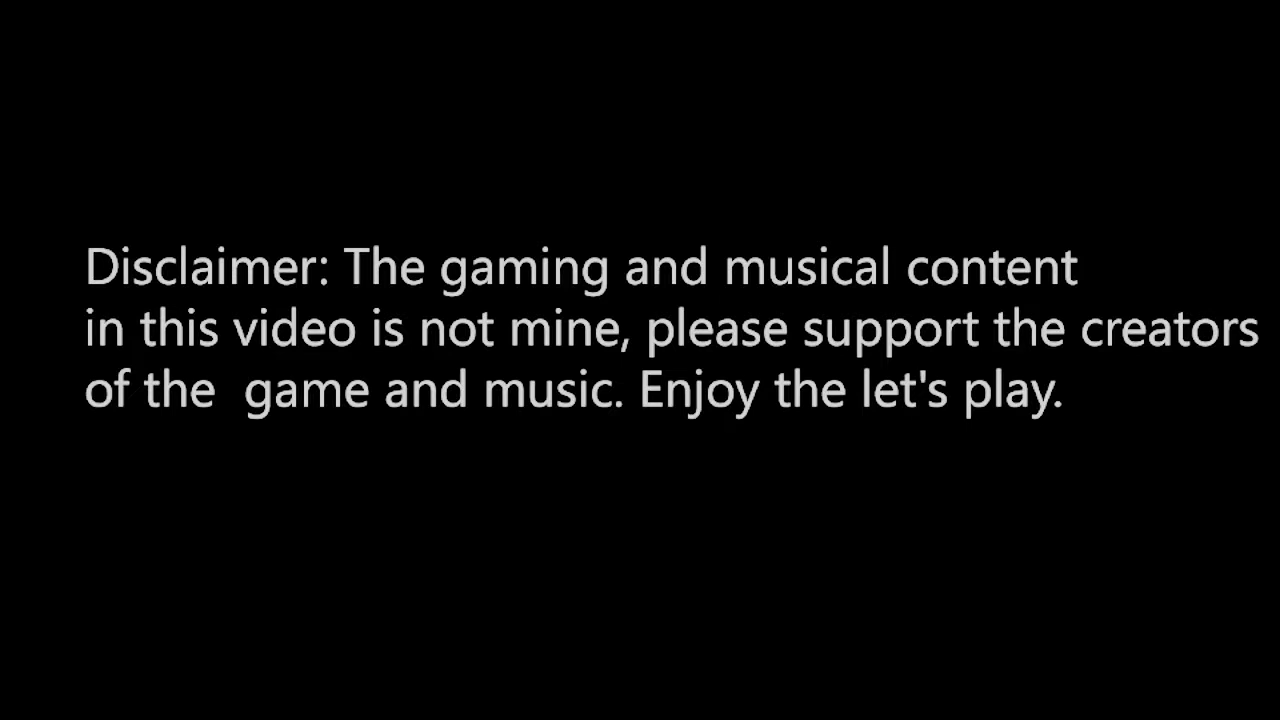 Disclaimer: The gaming and musical content
in this video is not mine, please support the creators
of the  game and music. Enjoy the let's play.